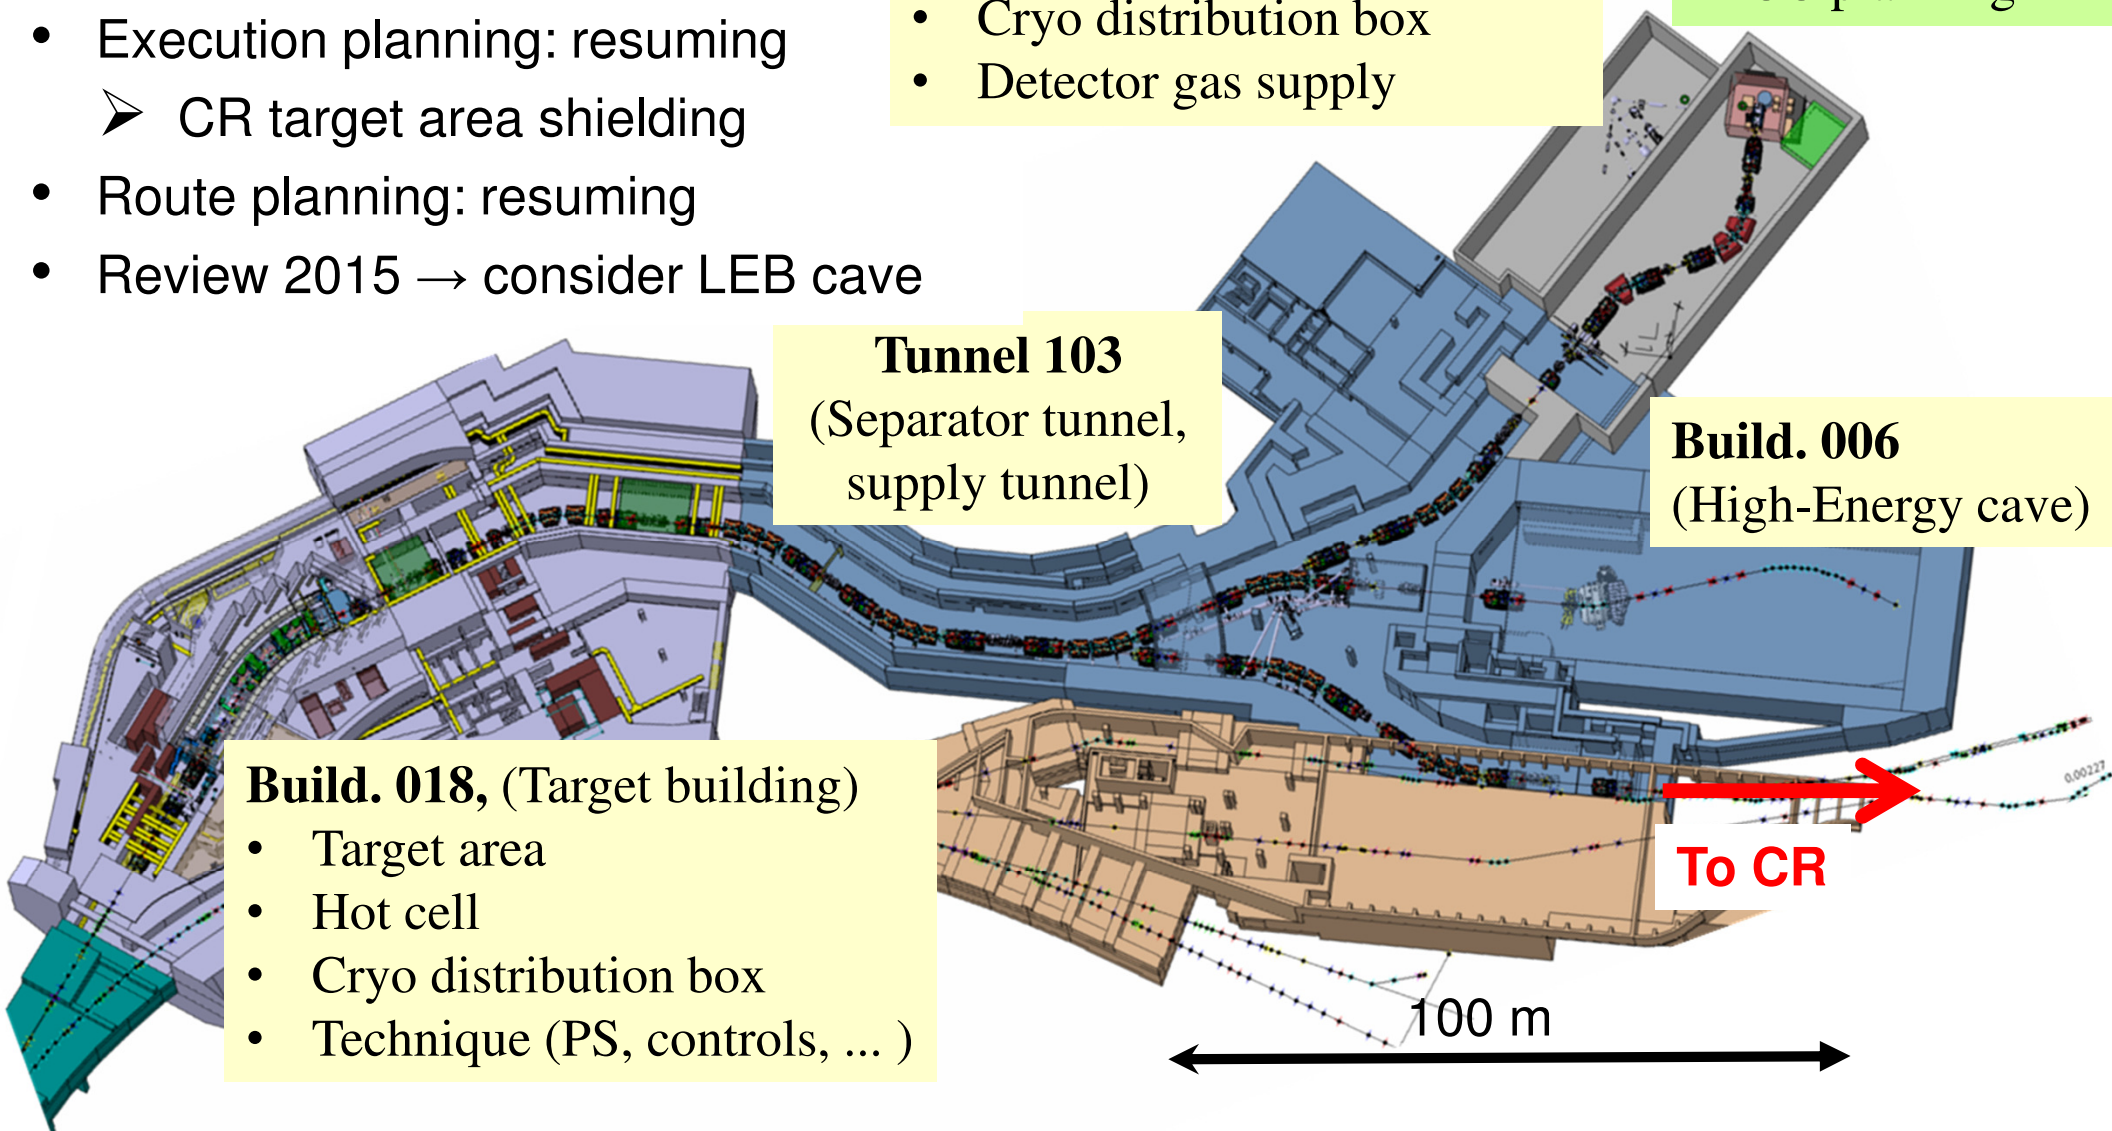 • Execution planning: resuming
➢ CR target area shielding
• Route planning: resuming
• Review 2015 → consider LEB cave
• Cryo distribution box
• Detector gas supply
Tunnel 103
(Separator tunnel,
supply tunnel)
Build. 006
(High-Energy cave)
Build. 018, (Target building)
• Target area
• Hot cell
• Cryo distribution box
• Technique (PS, controls, ... )
To CR
100 m
0.00227